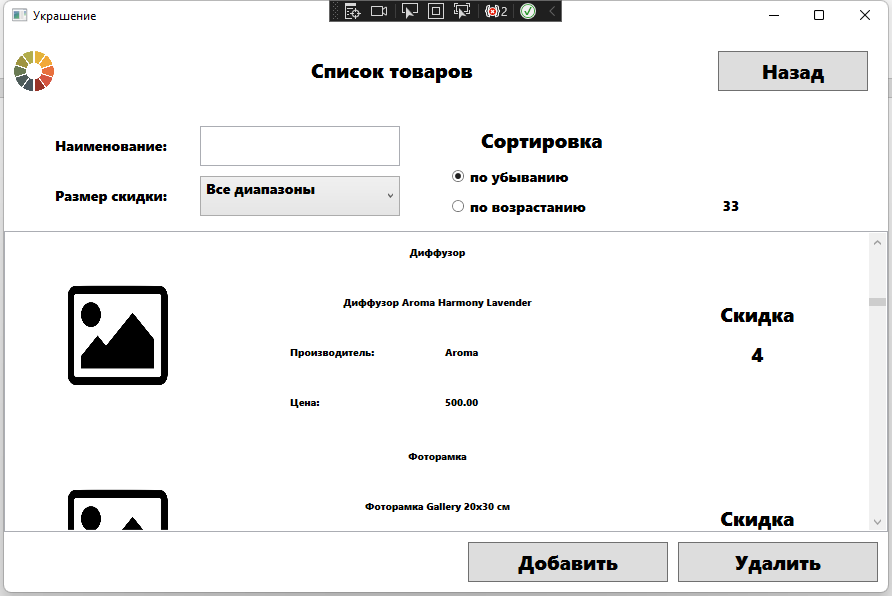 Украшение
2
Список товаров
Назад
Наименование:
Сортировка
Размер скидки:
Все диапазоны
по убыванию
по возрастанию
33
Диффузор
Диффузор Aroma Harmony Lavender
Производитель:
Aroma
Цена:
500.00
Скидка
4
Фоторамка
Фоторамка Gallery 20x30 см
Скидка
Добавить
Удалить